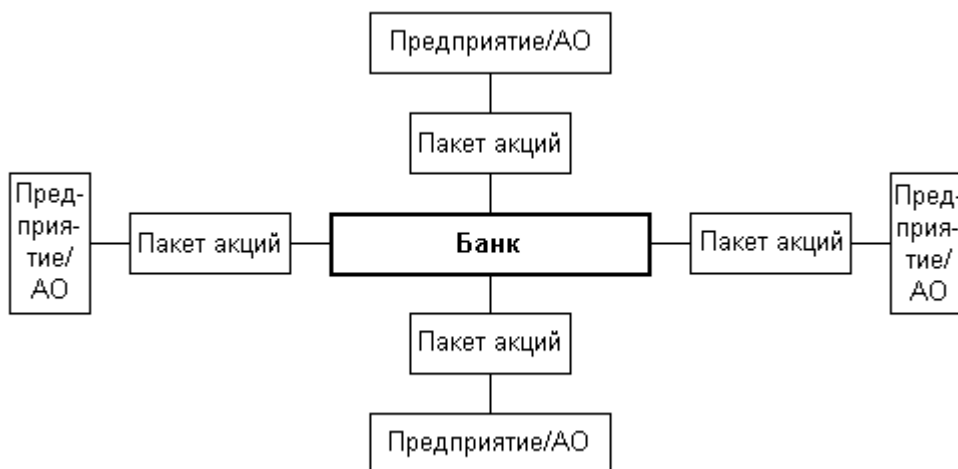 Предприятие/АО
Пакет акций
Пред-
прия-
тие/
АО
Пакет акций
Банк
Пакет акций
Пред-
прия-
тие/
АО
Пакет акций
Предприятие/АО